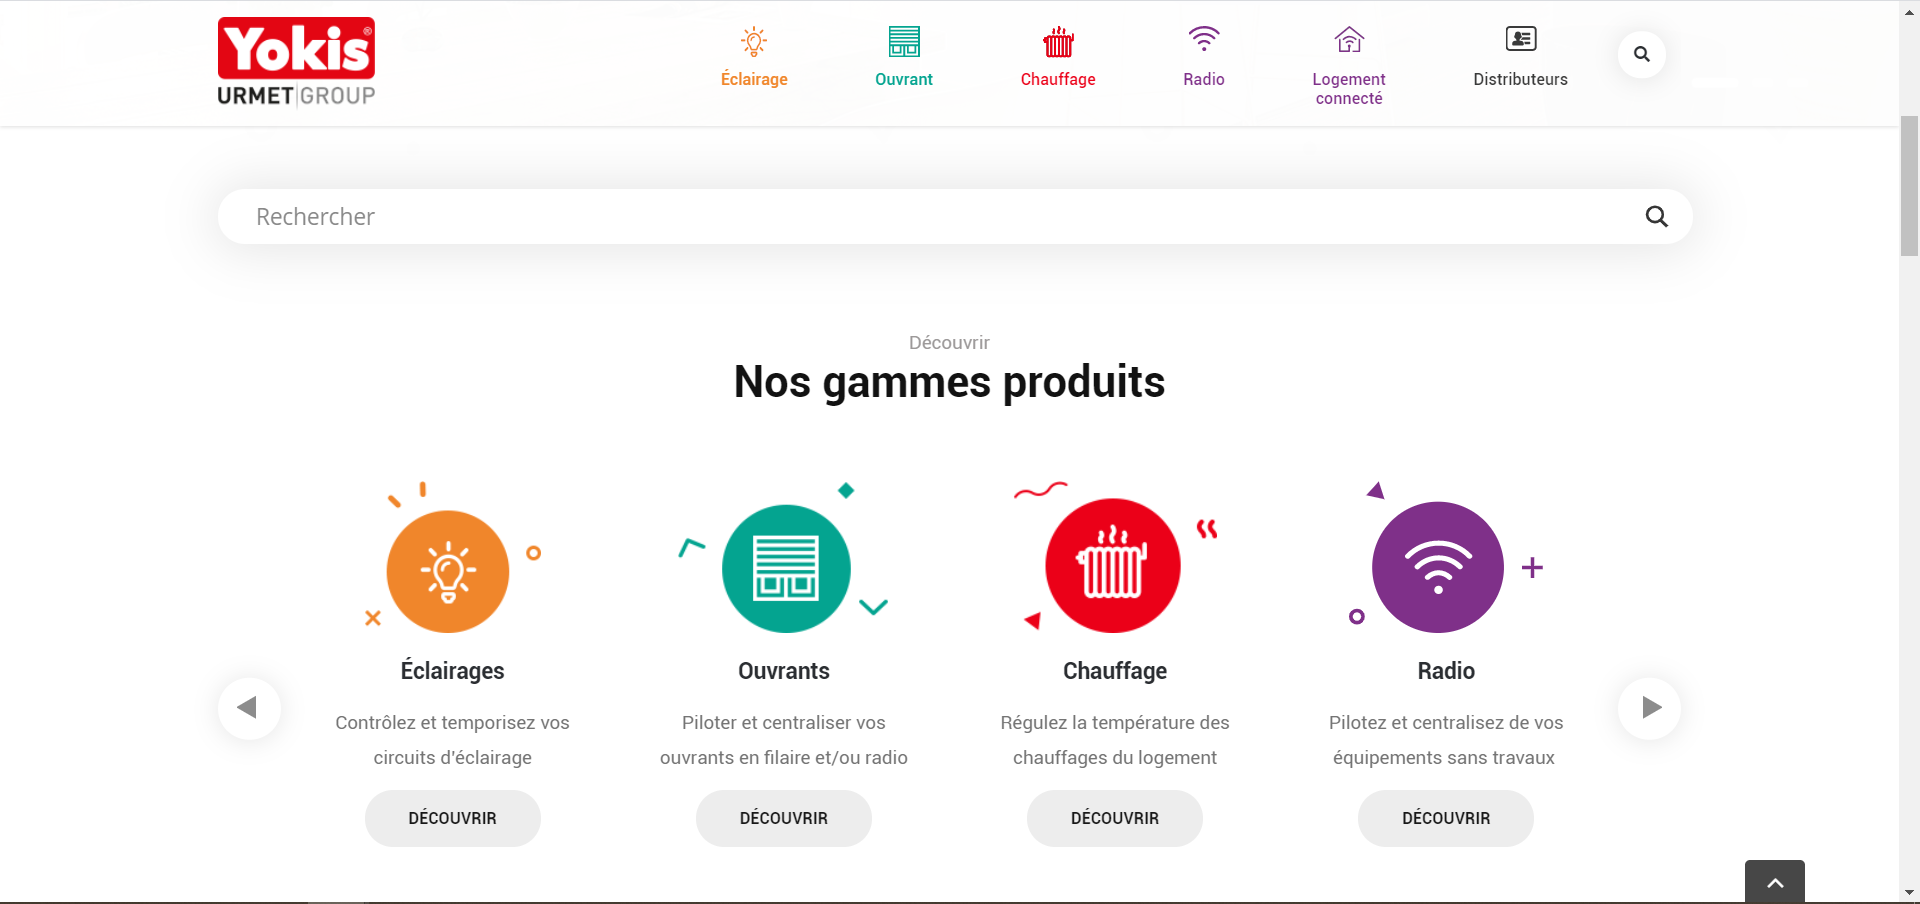 Yokis®
URMET GROUP
Éclairage
Ouvrant
Chauffage
Radio
Logement
connecté
Distributeurs
Rechercher
Découvrir
Nos gammes produits
Éclairages
Contrôlez et temporisez vos
circuits d'éclairage
DÉCOUVRIR
Ouvrants
Piloter et centraliser vos
ouvrants en filaire et/ou radio
DÉCOUVRIR
Chauffage
Régulez la température des
chauffages du logement
DÉCOUVRIR
Radio
Pilotez et centralisez de vos
équipements sans travaux
DÉCOUVRIR